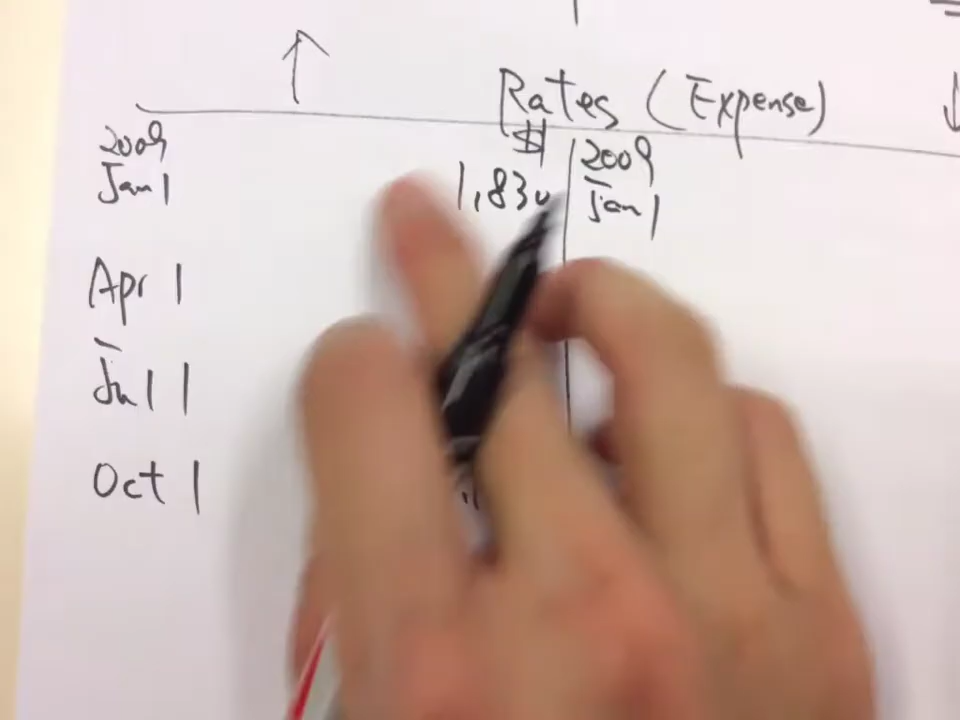 Rates (Expense)
$
2009
Jan 1
1,830
2009
Jan 1
Apr 1
Jul 1
Oct 1